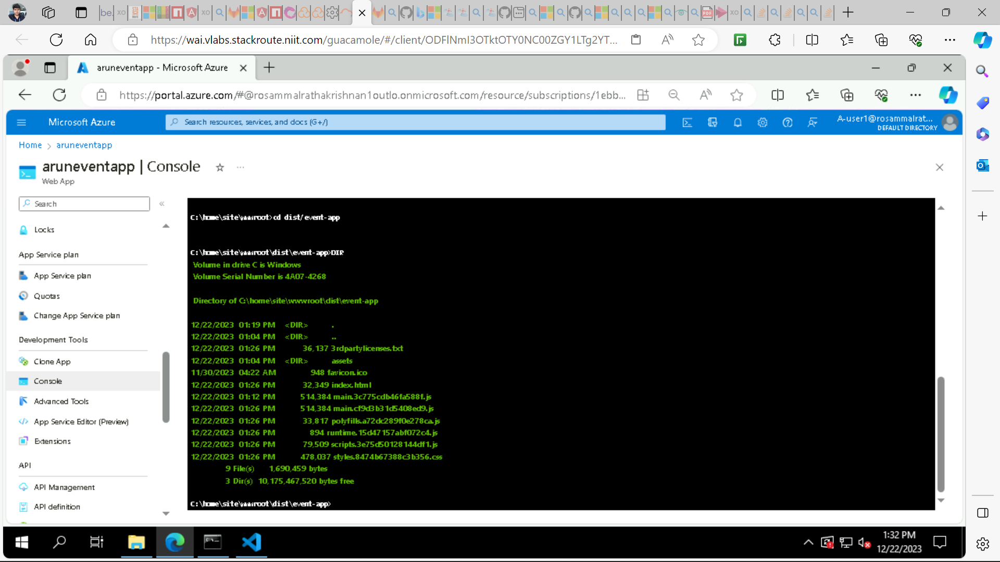 be.
https://wai.vlabs.stackroute.niit.com/guacamole/#/client/ODFlNmI3OTktOTY0NC00ZGY1LTg2YT...
aruneventapp - Microsoft Azure
https://portal.azure.com/#@rosammalrathakrishnan1outlo.onmicrosoft.com/resource/subscriptions/1ebb...
Microsoft Azure
Search resources, services, and docs (G+/)
A-user1@rosammalrat...
DEFAULT DIRECTORY
Home > aruneventapp
aruneventapp | Console
Web App
Search
Locks
App Service plan
App Service plan
Quotas
Change App Service plan
Development Tools
Clone App
Console
Advanced Tools
App Service Editor (Preview)
Extensions
API
API Management
API definition
C:\home\site\wwwroot>cd dist/event-app
C:\home\site\wwwroot\dist\event-app>DIR
Volume in drive C is Windows
Volume Serial Number is 4A07-4268
Directory of C:\home\site\wwwroot\dist\event-app
12/22/2023 01:19 PM <DIR> .
12/22/2023 01:04 PM <DIR> ..
12/22/2023 01:26 PM 36,137 3rdpartylicenses.txt
12/22/2023 01:04 PM <DIR> assets
11/30/2023 04:22 AM 948 favicon.ico
12/22/2023 01:26 PM 32,349 index.html
12/22/2023 01:12 PM 514,384 main.3c775cdb46fa588f.js
12/22/2023 01:26 PM 514,384 main.cf9d3b31d5408ed9.js
12/22/2023 01:26 PM 33,817 polyfills.a72dc289f0e278ca.js
12/22/2023 01:26 PM 894 runtime.15d47157abf072c4.js
12/22/2023 01:26 PM 79,509 scripts.3e75d50128144df1.js
12/22/2023 01:26 PM 478,037 styles.8474b67388c3b356.css
9 File(s) 1,690,459 bytes
3 Dir(s) 10,175,467,520 bytes free
C:\home\site\wwwroot\dist\event-app>
1:32 PM
12/22/2023